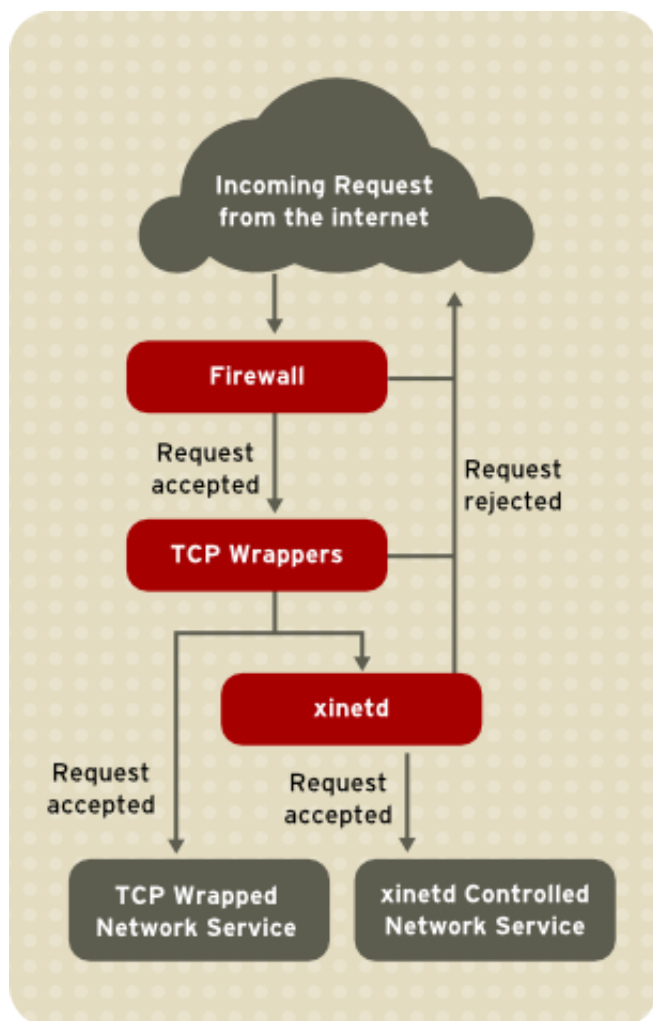 Incoming Request
from the internet
Firewall
Request
accepted
Request
rejected
TCP Wrappers
xinetd
Request
accepted
Request
accepted
TCP Wrapped
Network Service
xinetd Controlled
Network Service